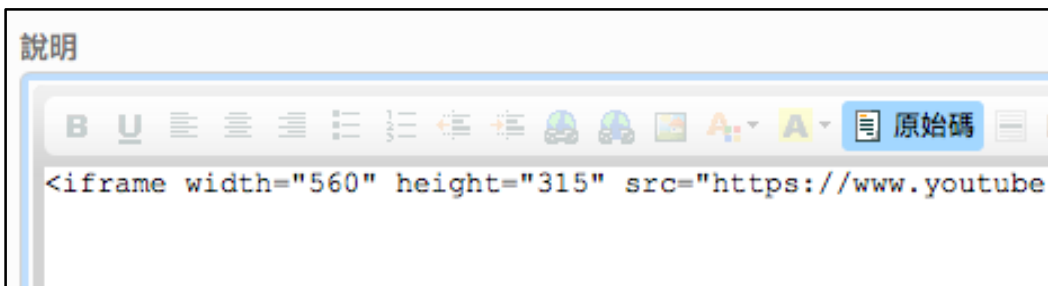 說明
B U A A 原始碼
<iframe width="560" height="315" src="https://www.youtube